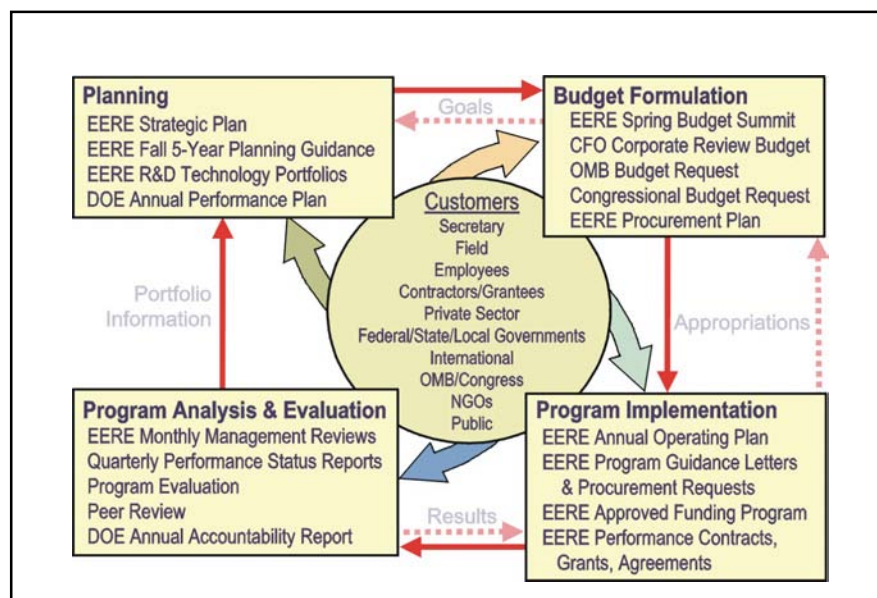 Planning
EERE Strategic Plan
EERE Fall 5-Year Planning Guidance
EERE R&D Technology Portfolios
DOE Annual Performance Plan
Goals
Budget Formulation
EERE Spring Budget Summit
CFO Corporate Review Budget
OMB Budget Request
Congressional Budget Request
EERE Procurement Plan
Customers
Secretary
Field
Employees
Contractors/Grantees
Private Sector
Federal/State/Local Governments
International
OMB/Congress
NGOs
Public
Portfolio
Information
Appropriations
Program Analysis & Evaluation
EERE Monthly Management Reviews
Quarterly Performance Status Reports
Program Evaluation
Peer Review
DOE Annual Accountability Report
Results
Program Implementation
EERE Annual Operating Plan
EERE Program Guidance Letters
& Procurement Requests
EERE Approved Funding Program
EERE Performance Contracts,
Grants, Agreements